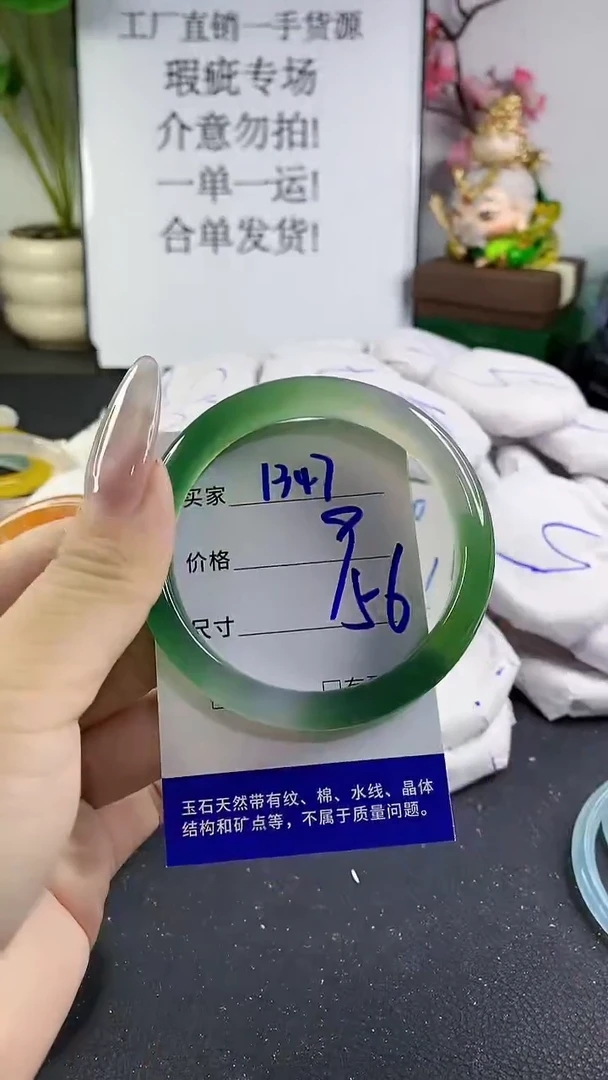 工厂直销一手货源
瑕疵专场
介意勿拍!
一单一运!
合单发货!
买家 1347
价格
尺寸 56
玉石天然带有纹、棉、水线、晶体
结构和矿点等，不属于质量问题。